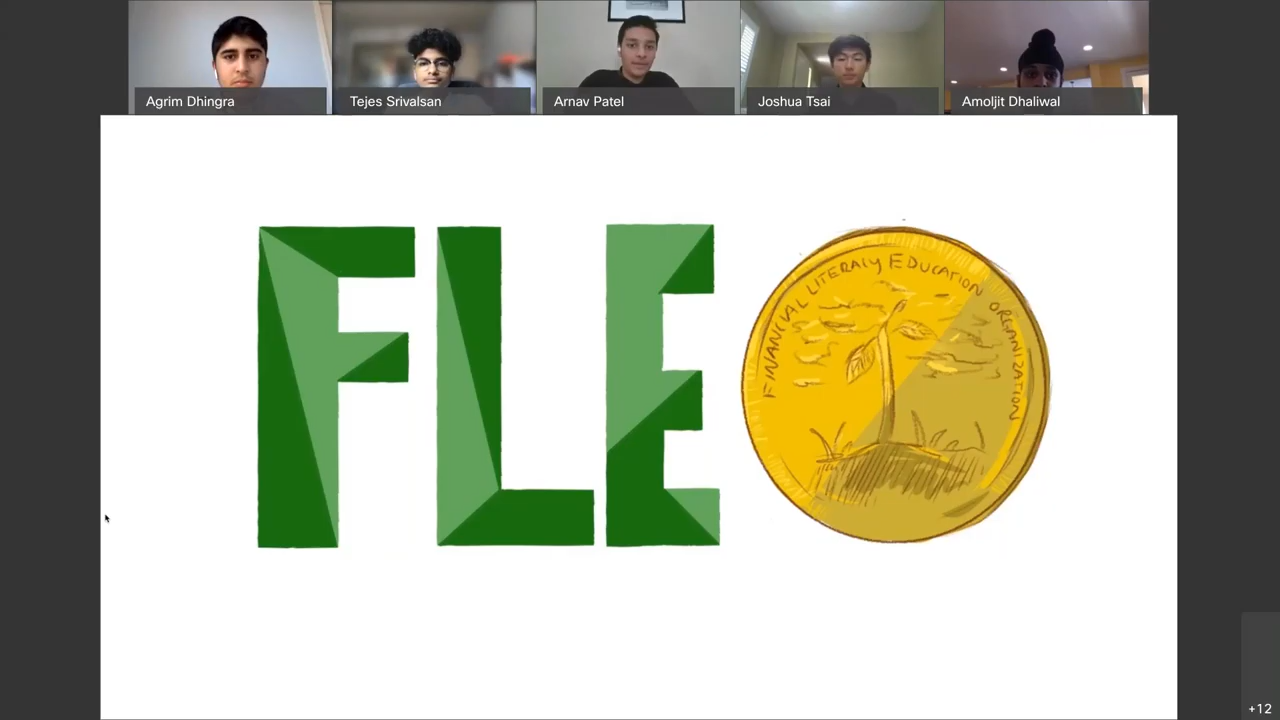 Agrim Dhingra
Tejes Srivalsan
Arnav Patel
Joshua Tsai
Amoljit Dhaliwal
FLE
FINANCIAL LITERACY EDUCATION ORGANIZATION
+12